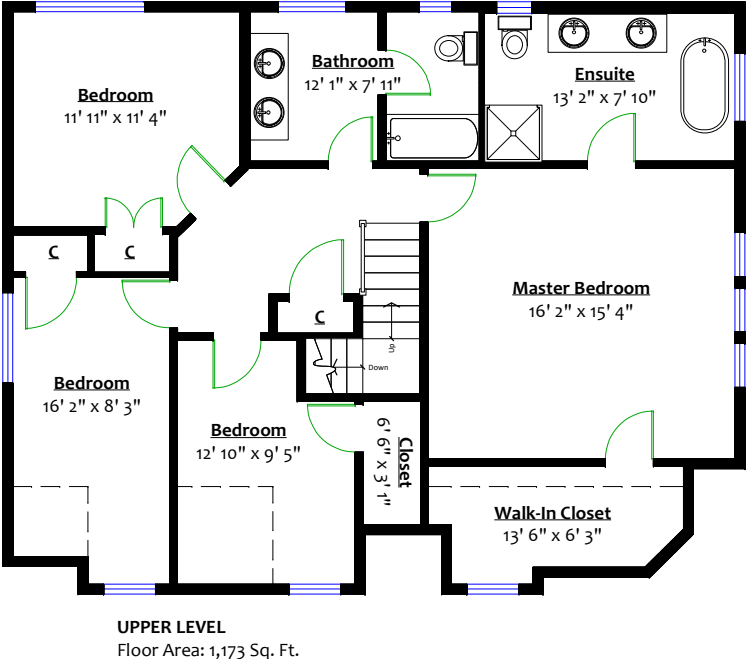 Bathroom
12' 1" x 7' 11"
Ensuite
13' 2" x 7' 10"
Bedroom
11' 11" x 11' 4"
C
C
C
Master Bedroom
16' 2" x 15' 4"
Up
Down
Bedroom
16' 2" x 8' 3"
Bedroom
12' 10" x 9' 5"
Closet
6' 6" x 3' 1"
Walk-In Closet
13' 6" x 6' 3"
UPPER LEVEL
Floor Area: 1,173 Sq. Ft.